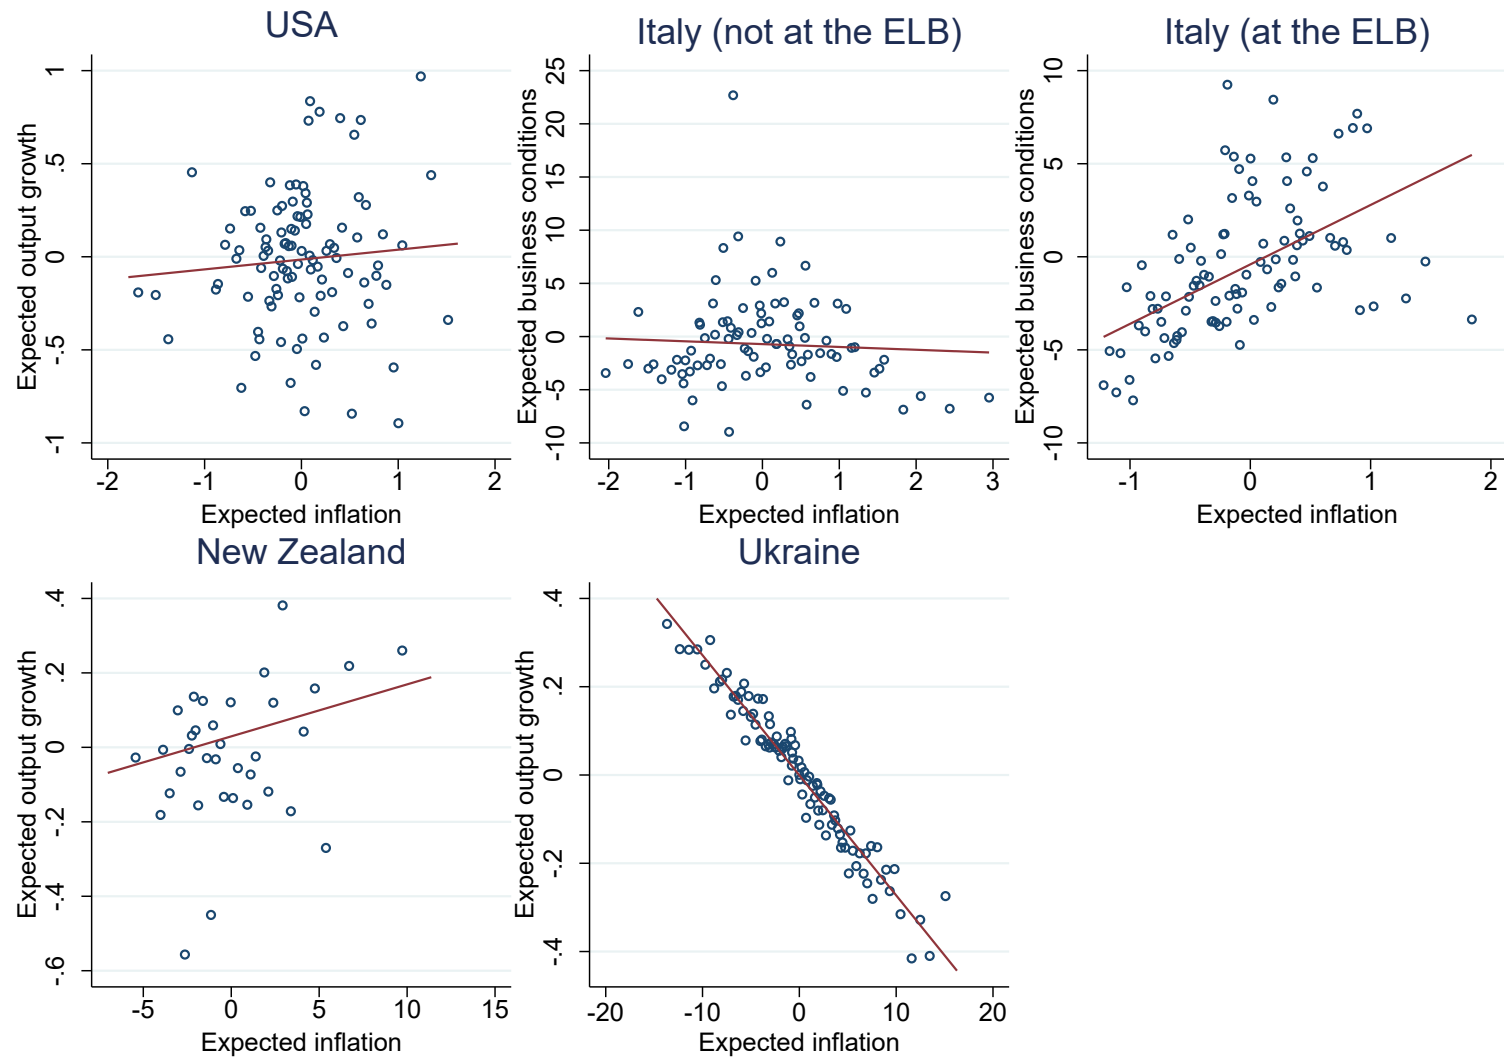 USA
Expected output growth
1
.5
0
-.5
-1
-2 -1 0 1 2
Expected inflation
Italy (not at the ELB)
Expected business conditions
25
20
15
10
5
0
-5
-10
-2 -1 0 1 2 3
Expected inflation
Italy (at the ELB)
Expected business conditions
10
5
0
-5
-10
-1 0 1 2
Expected inflation
New Zealand
Expected output growth
.4
.2
0
-.2
-.4
-.6
-5 0 5 10 15
Expected inflation
Ukraine
Expected output growth
.4
.2
0
-.2
-.4
-20 -10 0 10 20
Expected inflation